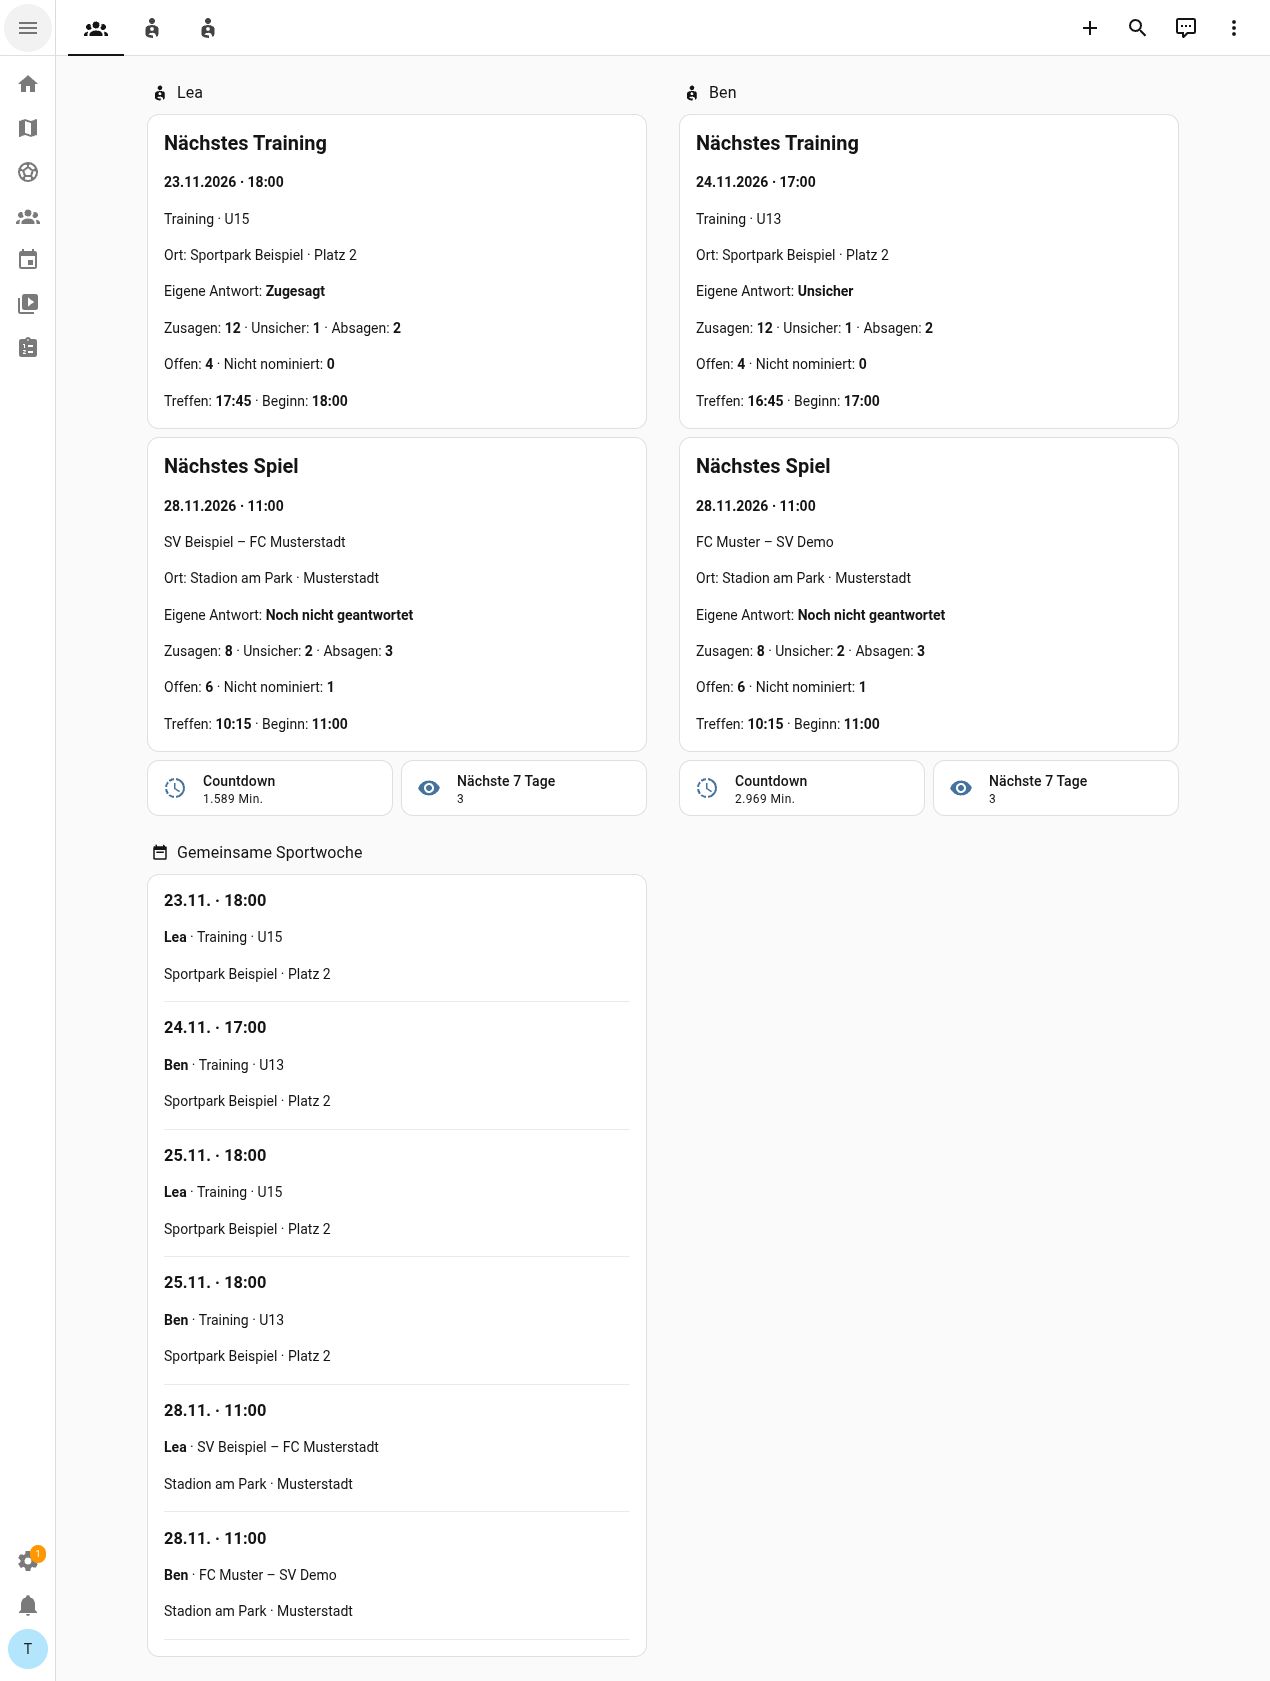 Lea
Nächstes Training
23.11.2026 · 18:00
Training · U15
Ort: Sportpark Beispiel · Platz 2
Eigene Antwort: Zugesagt
Zusagen: 12 · Unsicher: 1 · Absagen: 2
Offen: 4 · Nicht nominiert: 0
Treffen: 17:45 · Beginn: 18:00
Nächstes Spiel
28.11.2026 · 11:00
SV Beispiel – FC Musterstadt
Ort: Stadion am Park · Musterstadt
Eigene Antwort: Noch nicht geantwortet
Zusagen: 8 · Unsicher: 2 · Absagen: 3
Offen: 6 · Nicht nominiert: 1
Treffen: 10:15 · Beginn: 11:00
Countdown
1.589 Min.
Nächste 7 Tage
3
Ben
Nächstes Training
24.11.2026 · 17:00
Training · U13
Ort: Sportpark Beispiel · Platz 2
Eigene Antwort: Unsicher
Zusagen: 12 · Unsicher: 1 · Absagen: 2
Offen: 4 · Nicht nominiert: 0
Treffen: 16:45 · Beginn: 17:00
Nächstes Spiel
28.11.2026 · 11:00
FC Muster – SV Demo
Ort: Stadion am Park · Musterstadt
Eigene Antwort: Noch nicht geantwortet
Zusagen: 8 · Unsicher: 2 · Absagen: 3
Offen: 6 · Nicht nominiert: 1
Treffen: 10:15 · Beginn: 11:00
Countdown
2.969 Min.
Nächste 7 Tage
3
Gemeinsame Sportwoche
23.11. · 18:00
Lea · Training · U15
Sportpark Beispiel · Platz 2
24.11. · 17:00
Ben · Training · U13
Sportpark Beispiel · Platz 2
25.11. · 18:00
Lea · Training · U15
Sportpark Beispiel · Platz 2
25.11. · 18:00
Ben · Training · U13
Sportpark Beispiel · Platz 2
28.11. · 11:00
Lea · SV Beispiel – FC Musterstadt
Stadion am Park · Musterstadt
28.11. · 11:00
Ben · FC Muster – SV Demo
Stadion am Park · Musterstadt
1
T